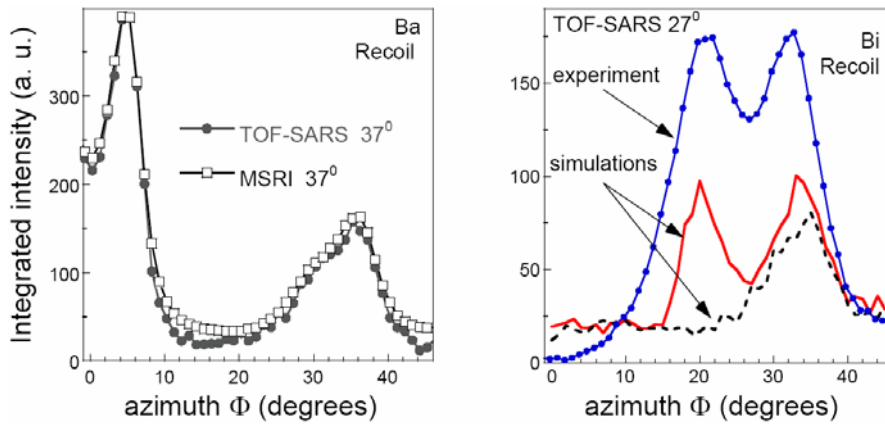 Ba
Recoil
TOF-SARS 37⁰
MSRI 37⁰
Integrated intensity (a. u.)
300
200
100
0
0
10
20
30
40
azimuth Φ (degrees)
TOF-SARS 27⁰
Bi
Recoil
experiment
simulations
150
100
50
0
0
10
20
30
40
azimuth Φ (degrees)